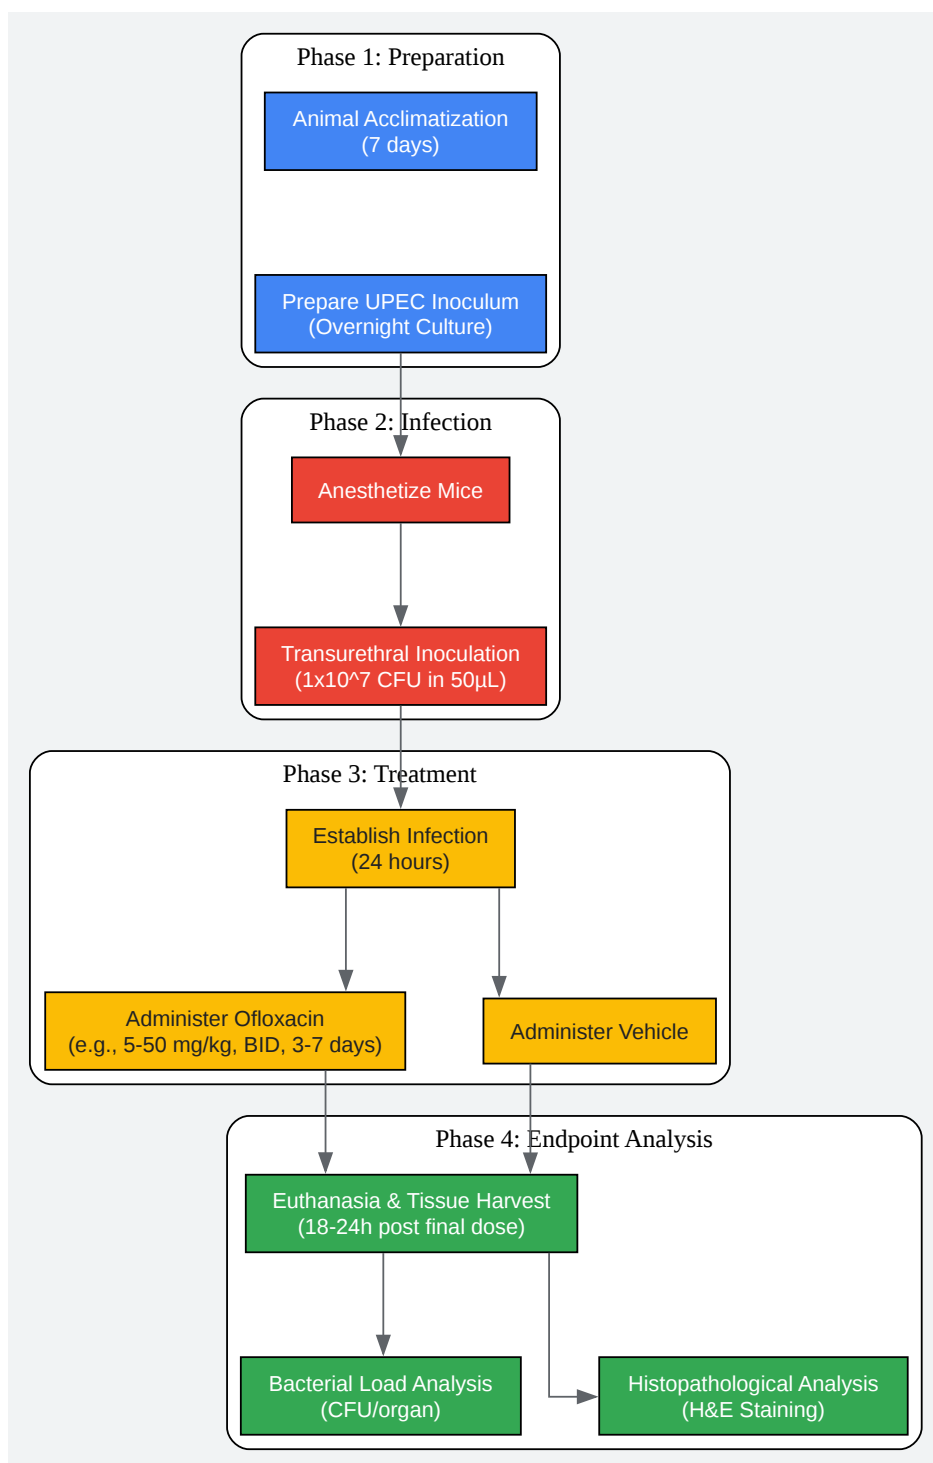 Phase 1: Preparation
Animal Acclimatization
(7 days)
Prepare UPEC Inoculum
(Overnight Culture)
Phase 2: Infection
Anesthetize Mice
Transurethral Inoculation
(1x10^7 CFU in 50µL)
Phase 3: Treatment
Establish Infection
(24 hours)
Administer Ofloxacin
(e.g., 5-50 mg/kg, BID, 3-7 days)
Administer Vehicle
Phase 4: Endpoint Analysis
Euthanasia & Tissue Harvest
(18-24h post final dose)
Bacterial Load Analysis
(CFU/organ)
Histopathological Analysis
(H&E Staining)